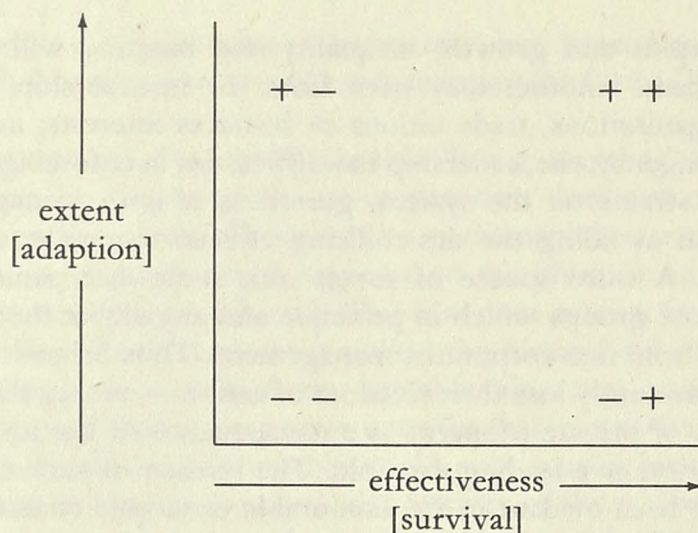 + – + +
extent
[adaption]
– – – +
effectiveness
[survival]